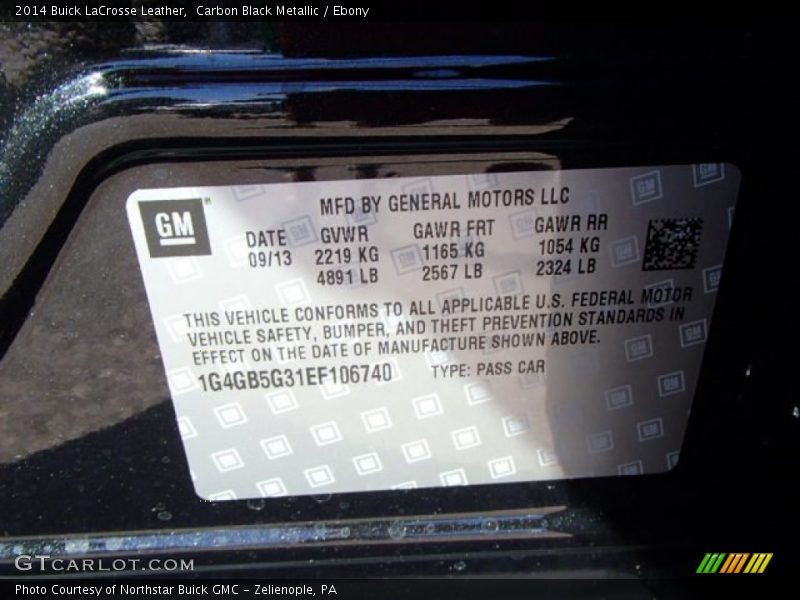 2014 Buick LaCrosse Leather,  Carbon Black Metallic / Ebony
GM
MFD BY GENERAL MOTORS LLC
DATE GVWR GAWR FRT GAWR RR
09/13 2219 KG 1165 KG 1054 KG
4891 LB 2567 LB 2324 LB
THIS VEHICLE CONFORMS TO ALL APPLICABLE U.S. FEDERAL MOTOR
VEHICLE SAFETY, BUMPER, AND THEFT PREVENTION STANDARDS IN
EFFECT ON THE DATE OF MANUFACTURE SHOWN ABOVE.
1G4GB5G31EF106740 TYPE: PASS CAR
GTCARLOT.COM
Photo Courtesy of Northstar Buick GMC - Zelienople, PA